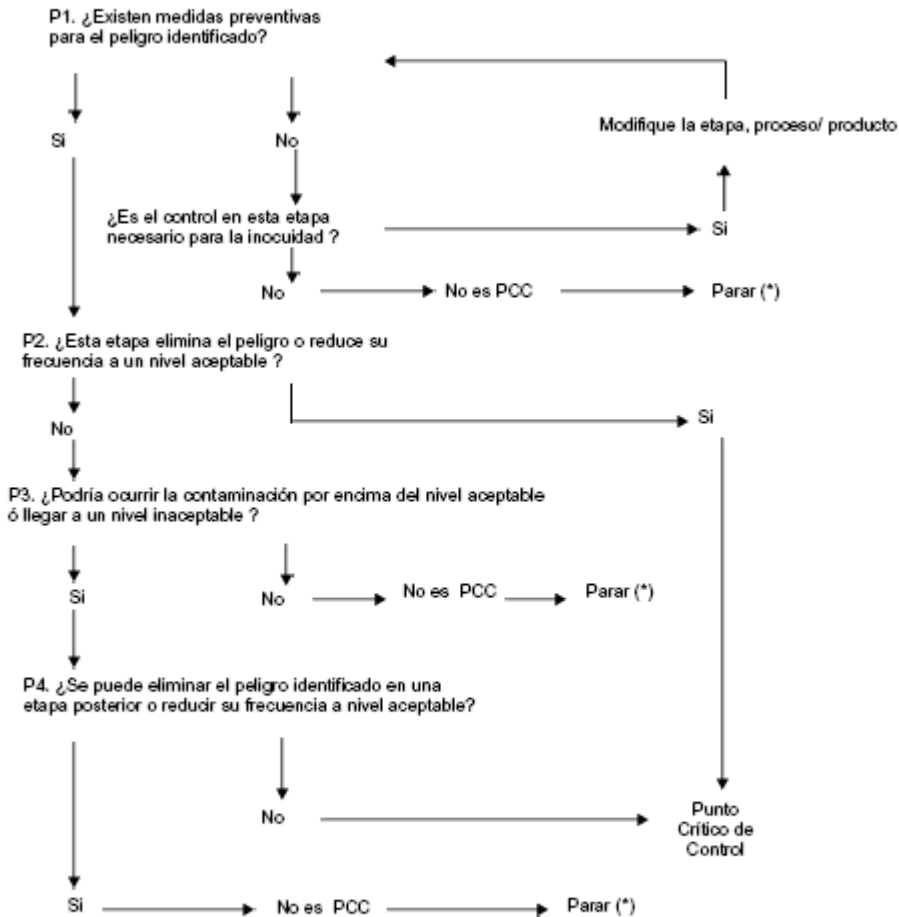 P1. ¿Existen medidas preventivas
para el peligro identificado?
Modifique la etapa, proceso/ producto
Si
No
¿Es el control en esta etapa
necesario para la inocuidad ?
Si
No
No es PCC
Parar (*)
P2. ¿Esta etapa elimina el peligro o reduce su
frecuencia a un nivel aceptable ?
Si
No
P3. ¿Podría ocurrir la contaminación por encima del nivel aceptable
ó llegar a un nivel inaceptable ?
Si
No
No es PCC
Parar (*)
P4. ¿Se puede eliminar el peligro identificado en una
etapa posterior o reducir su frecuencia a nivel aceptable?
No
Punto
Crítico de
Control
Si
No es PCC
Parar (*)